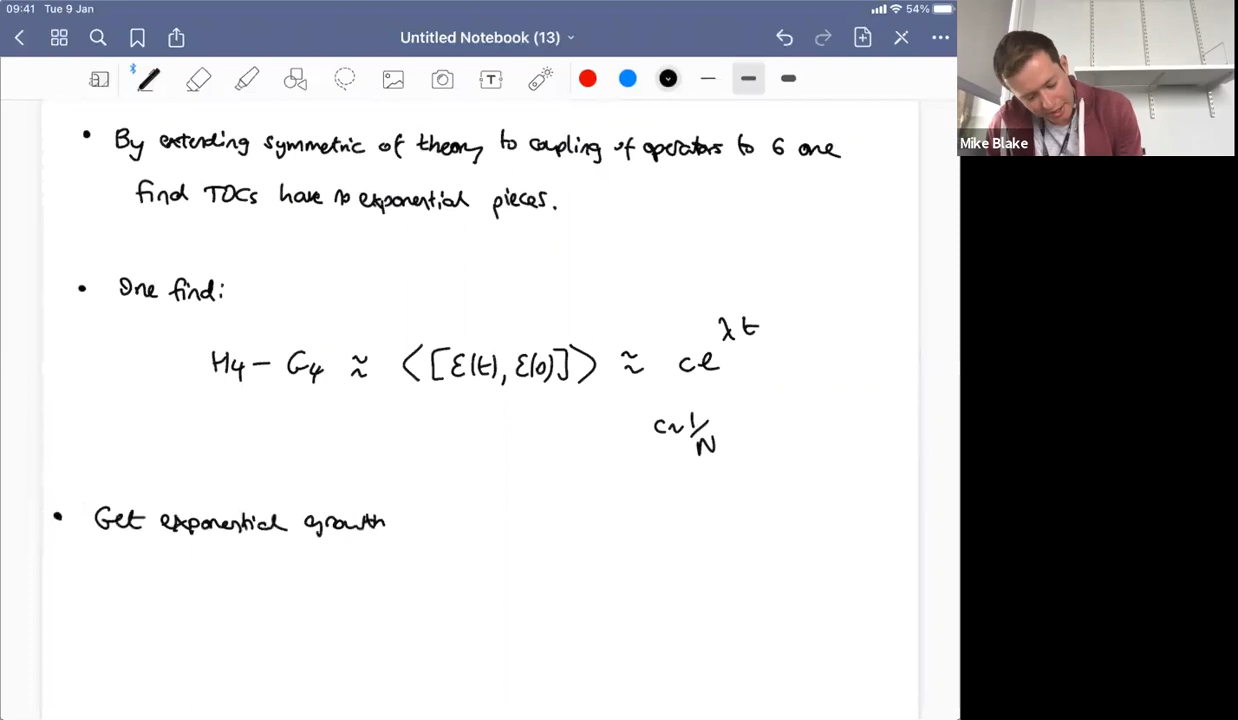 09:41 Tue 9 Jan
54%
Untitled Notebook (13)
Mike Blake
• By extending symmetric of theory to coupling of operators to 6 one
find TOCs have no exponential pieces.
• One find:
H4 - G4 ≈ < [ε(t), ε(0)] > ≈ ce^λt
c~1/N
• Get exponential growth